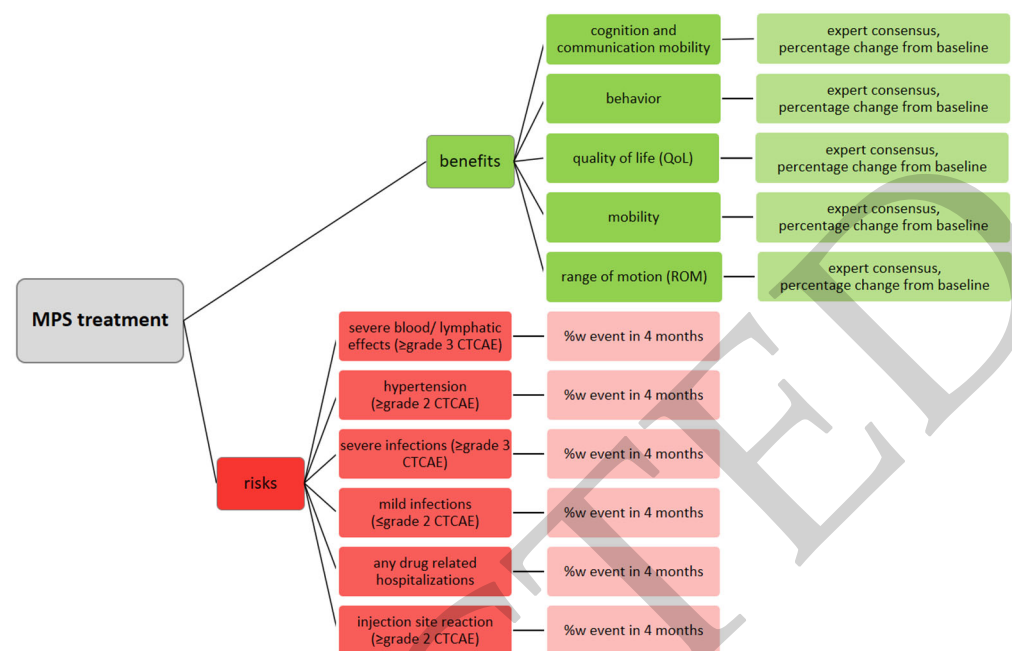 cognition and
communication mobility
expert consensus,
percentage change from baseline
behavior
expert consensus,
percentage change from baseline
benefits
quality of life (QoL)
expert consensus,
percentage change from baseline
mobility
expert consensus,
percentage change from baseline
range of motion (ROM)
expert consensus,
percentage change from baseline
MPS treatment
severe blood/ lymphatic
effects (≥grade 3 CTCAE)
%w event in 4 months
hypertension
(≥grade 2 CTCAE)
%w event in 4 months
risks
severe infections (≥grade 3
CTCAE)
%w event in 4 months
mild infections
(≤grade 2 CTCAE)
%w event in 4 months
any drug related
hospitalizations
%w event in 4 months
injection site reaction
(≥grade 2 CTCAE)
%w event in 4 months
TED